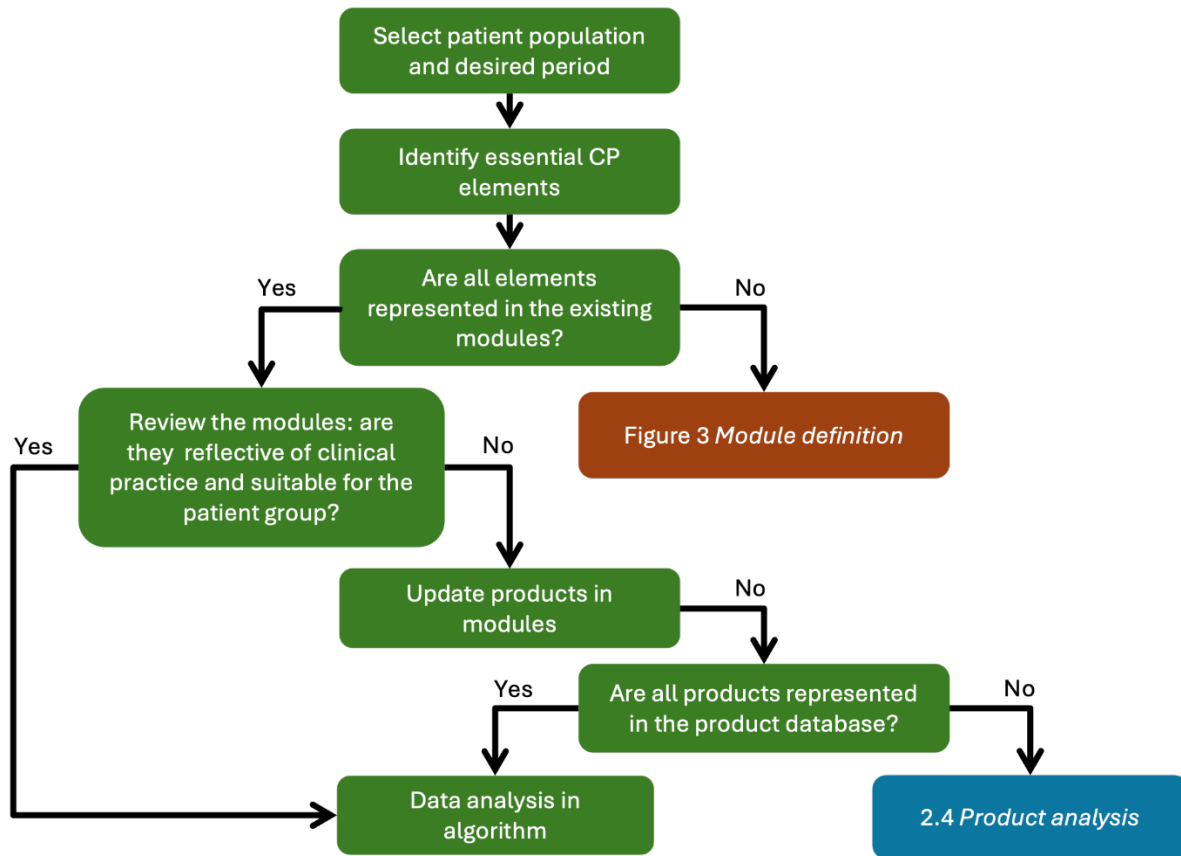 Select patient population
and desired period
Identify essential CP
elements
Yes
Are all elements
represented in the existing
modules?
No
Yes
Review the modules: are
they reflective of clinical
practice and suitable for the
patient group?
No
Figure 3 Module definition
Update products in
modules
No
Yes
Are all products represented
in the product database?
No
Data analysis in
algorithm
2.4 Product analysis